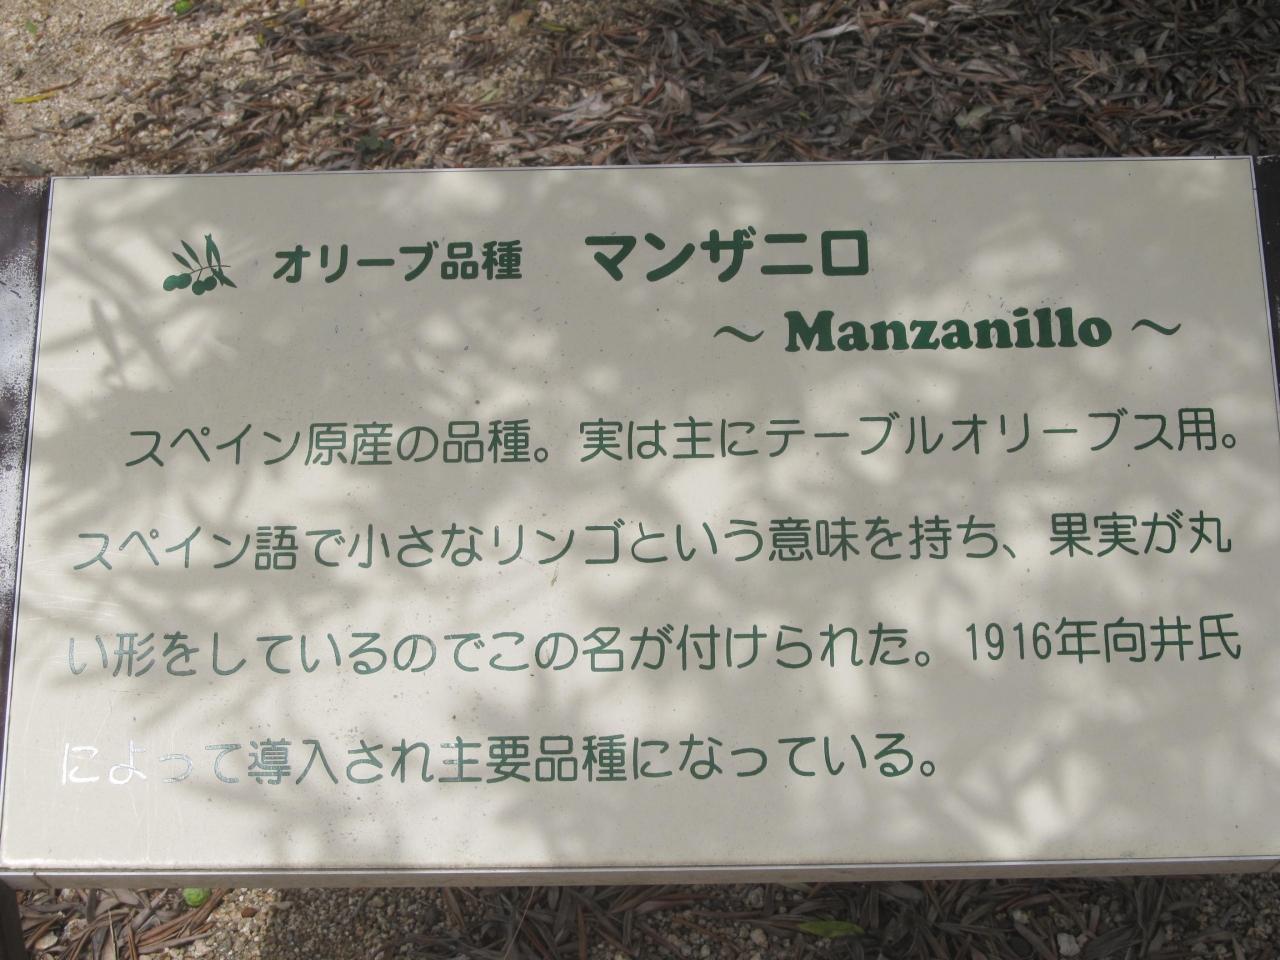 オリーブ品種　マンザニロ
～ Manzanillo ～
スペイン原産の品種。実は主にテーブルオリーブス用。
スペイン語で小さなリンゴという意味を持ち、果実が丸
い形をしているのでこの名が付けられた。1916年向井氏
によって導入され主要品種になっている。